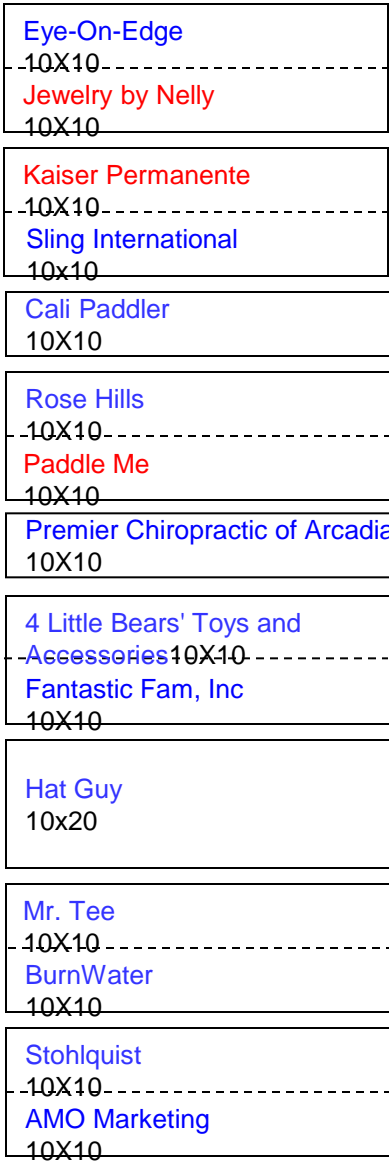 Eye-On-Edge
10X10
Jewelry by Nelly
10X10
Kaiser Permanente
10X10
Sling International
10x10
Cali Paddler
10X10
Rose Hills
10X10
Paddle Me
10X10
Premier Chiropractic of Arcadia
10X10
4 Little Bears' Toys and
Accessories10X10
Fantastic Fam, Inc
10X10
Hat Guy
10x20
Mr. Tee
10X10
BurnWater
10X10
Stohlquist
10X10
AMO Marketing
10X10